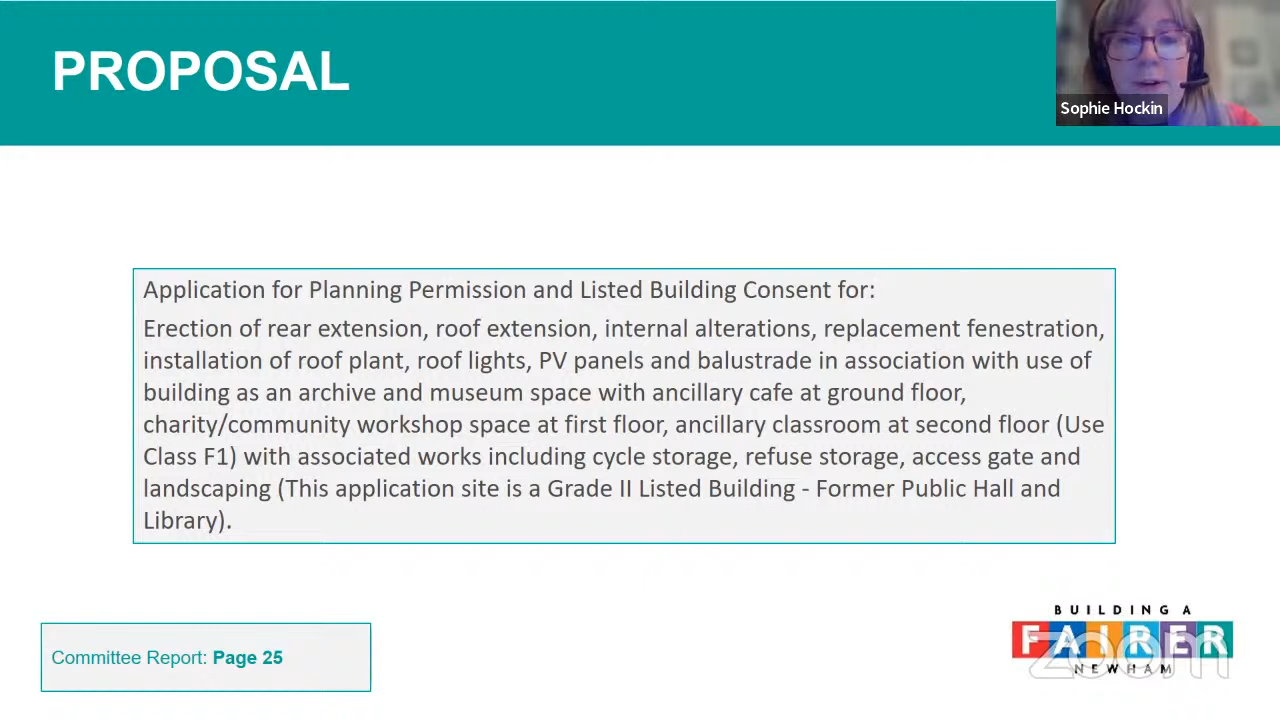 PROPOSAL
Sophie Hockin
Application for Planning Permission and Listed Building Consent for:
Erection of rear extension, roof extension, internal alterations, replacement fenestration,
installation of roof plant, roof lights, PV panels and balustrade in association with use of
building as an archive and museum space with ancillary cafe at ground floor,
charity/community workshop space at first floor, ancillary classroom at second floor (Use
Class F1) with associated works including cycle storage, refuse storage, access gate and
landscaping (This application site is a Grade II Listed Building - Former Public Hall and
Library).
Committee Report: Page 25
BUILDING A
FAIRER
NEWHAM
zoom